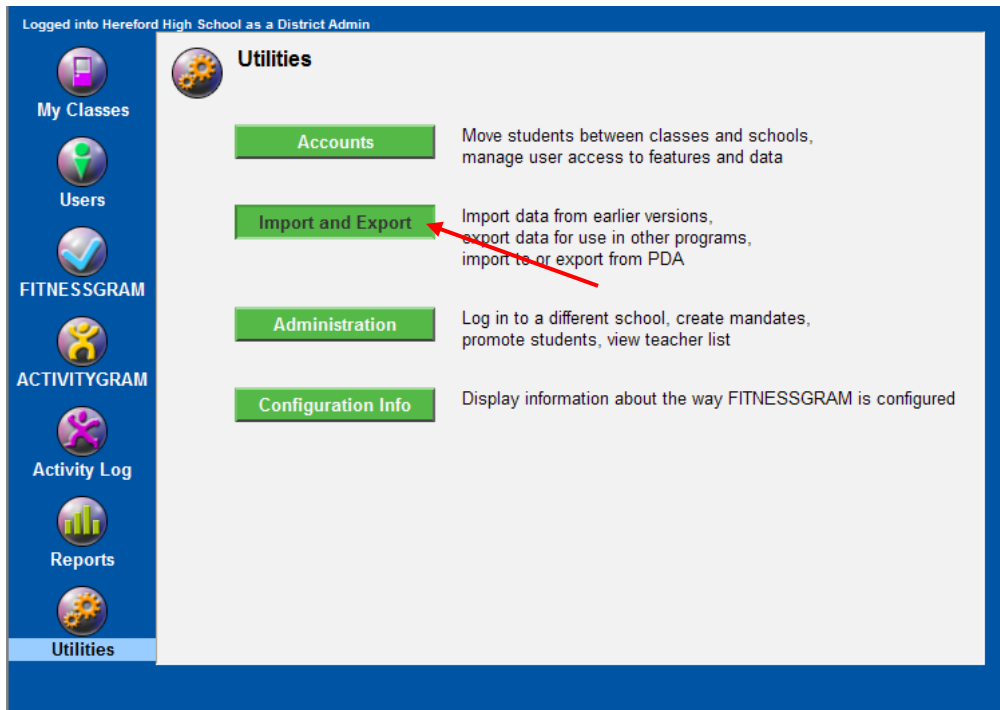 Logged into Hereford High School as a District Admin
My Classes
Users
FITNESSGRAM
ACTIVITYGRAM
Activity Log
Reports
Utilities
Utilities
Accounts
Move students between classes and schools,
manage user access to features and data
Import and Export
Import data from earlier versions,
export data for use in other programs,
import to or export from PDA
Administration
Log in to a different school, create mandates,
promote students, view teacher list
Configuration Info
Display information about the way FITNESSGRAM is configured